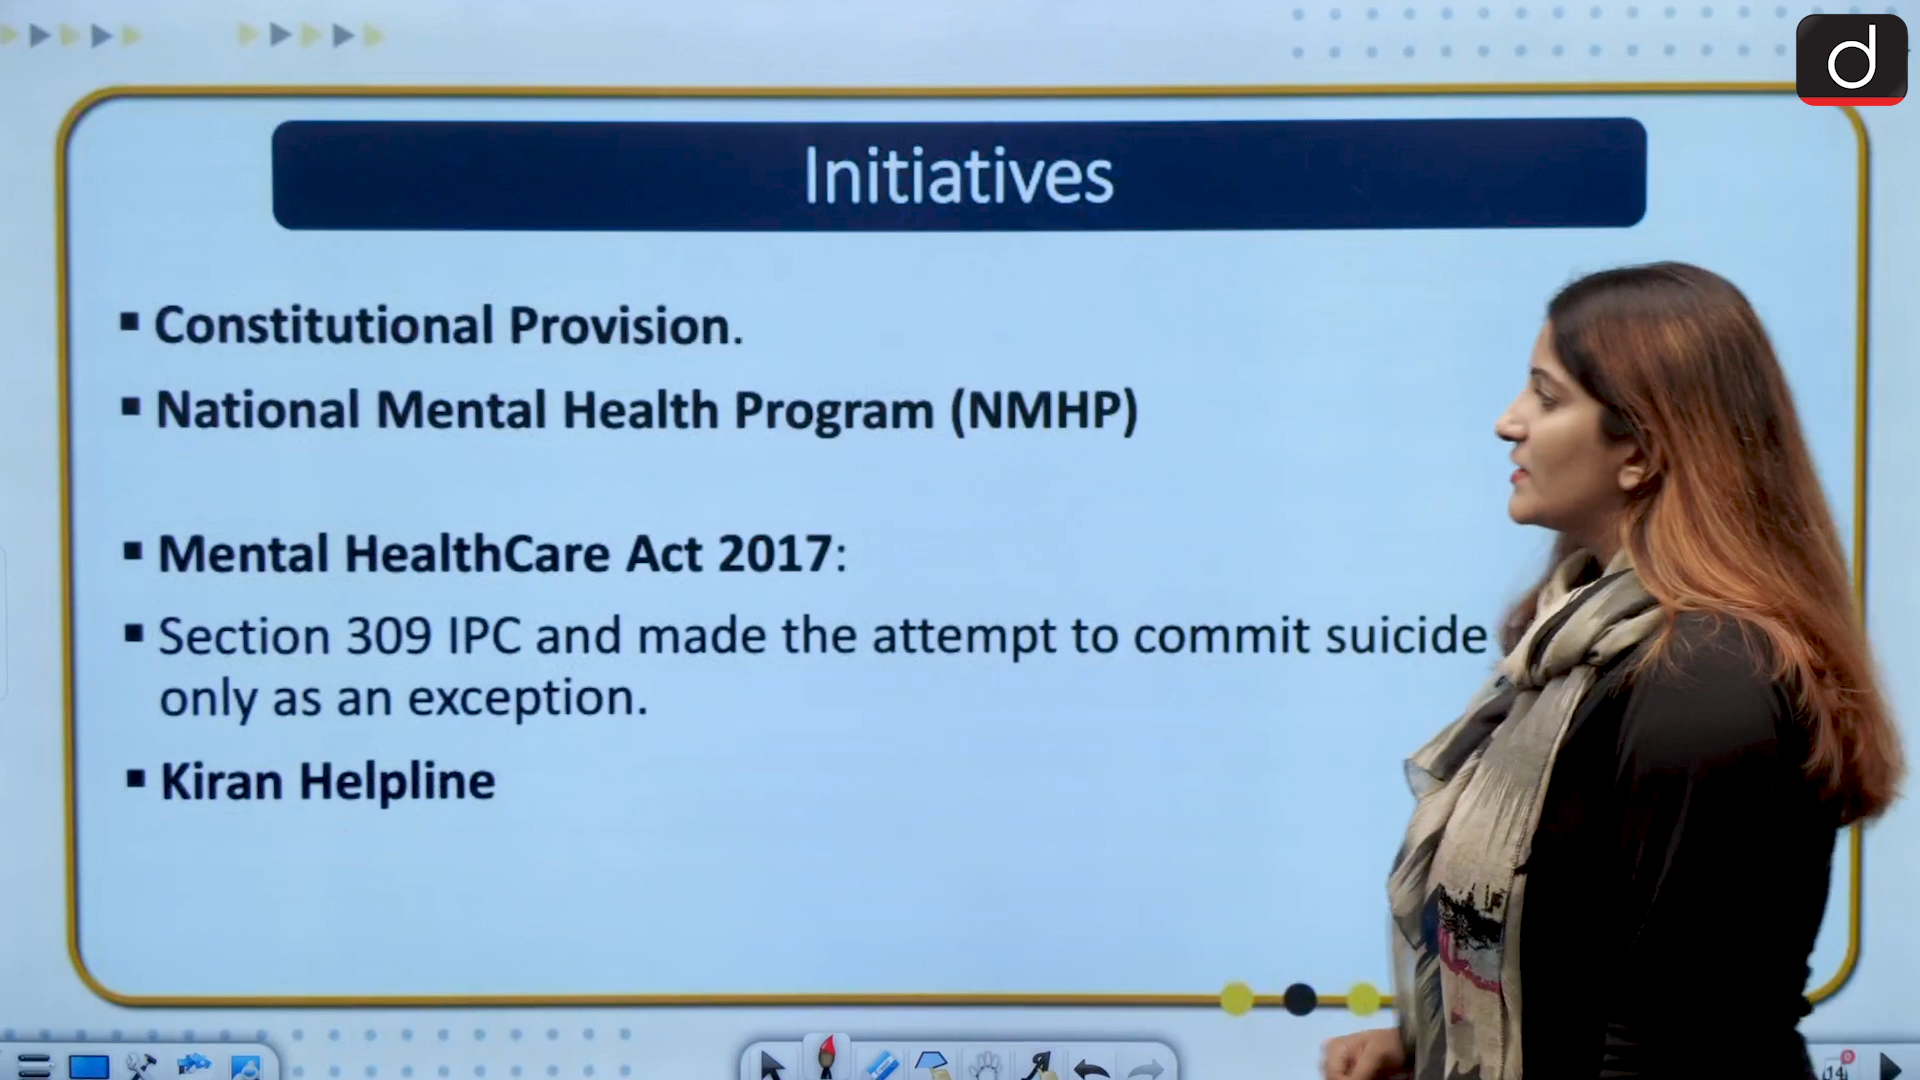 d
Initiatives
▪ Constitutional Provision.
▪ National Mental Health Program (NMHP)
▪ Mental HealthCare Act 2017:
▪ Section 309 IPC and made the attempt to commit suicide
only as an exception.
▪ Kiran Helpline
14